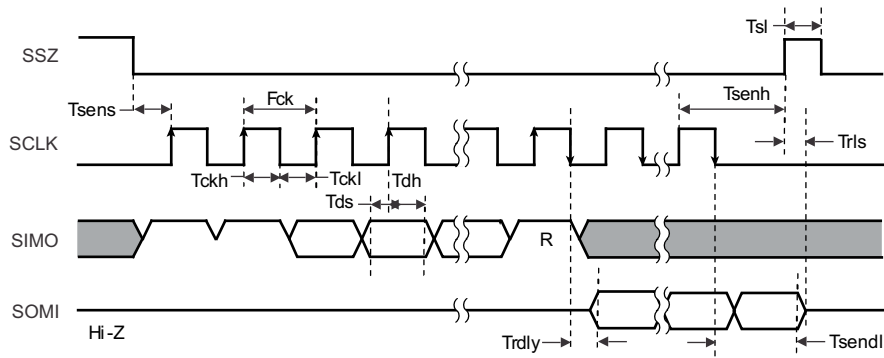 Tsl
SSZ
Tsens
Fck
Tsenh
SCLK
Trls
Tckh
Tckl
Tdh
Tds
SIMO
R
SOMI
Hi-Z
Trdly
Tsendl